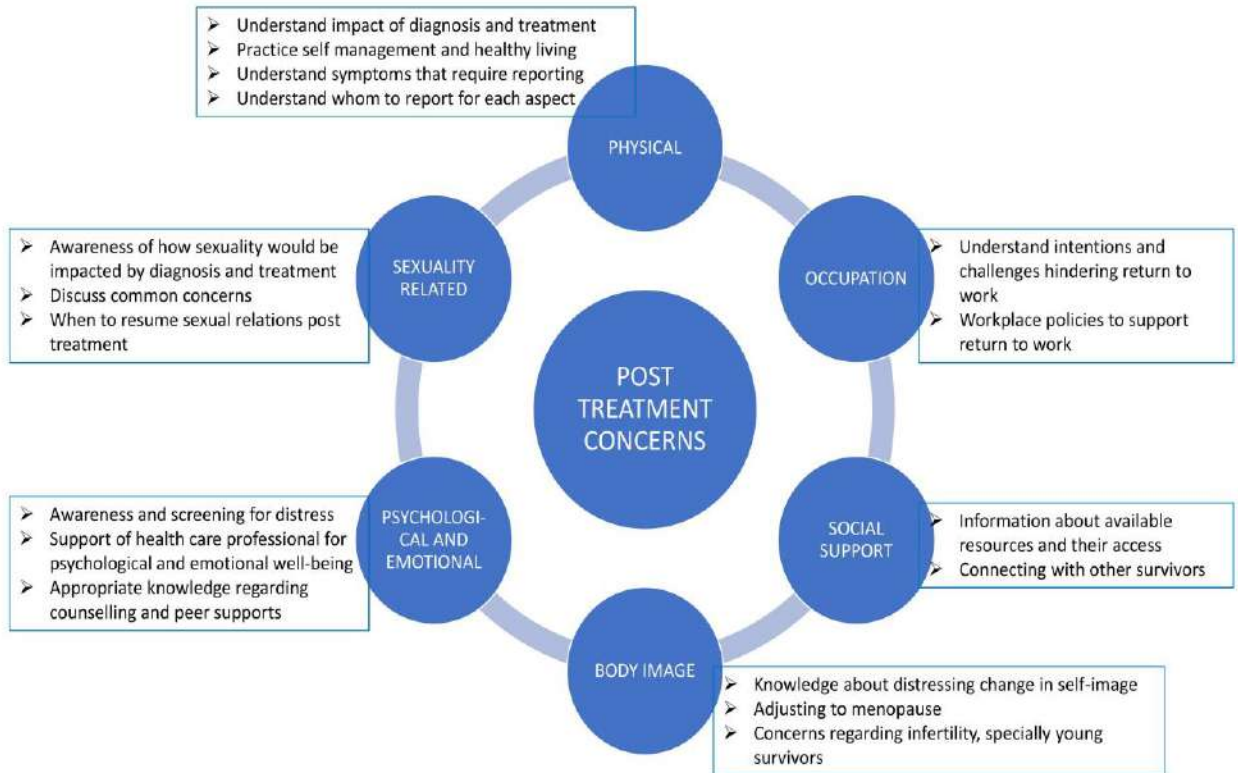 ➢ Understand impact of diagnosis and treatment
➢ Practice self management and healthy living
➢ Understand symptoms that require reporting
➢ Understand whom to report for each aspect
PHYSICAL
➢ Awareness of how sexuality would be
impacted by diagnosis and treatment
➢ Discuss common concerns
➢ When to resume sexual relations post
treatment
SEXUALITY
RELATED
OCCUPATION
➢ Understand intentions and
challenges hindering return to
work
➢ Workplace policies to support
return to work
POST
TREATMENT
CONCERNS
➢ Awareness and screening for distress
➢ Support of health care professional for
psychological and emotional well-being
➢ Appropriate knowledge regarding
counselling and peer supports
PSYCHOLOGI-
CAL AND
EMOTIONAL
SOCIAL
SUPPORT
➢ Information about available
resources and their access
➢ Connecting with other survivors
BODY IMAGE
➢ Knowledge about distressing change in self-image
➢ Adjusting to menopause
➢ Concerns regarding infertility, specially young
survivors